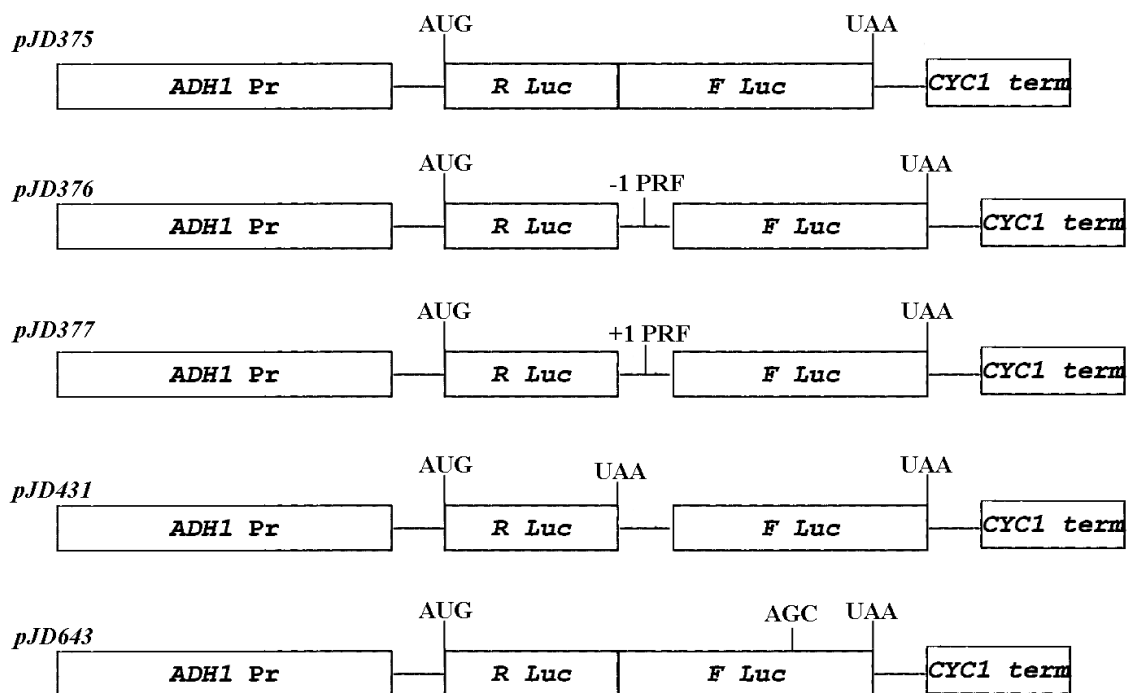 AUG UAA
pJD375
ADH1 Pr R Luc F Luc CYC1 term
AUG UAA
pJD376 -1 PRF
ADH1 Pr R Luc F Luc CYC1 term
AUG UAA
pJD377 +1 PRF
ADH1 Pr R Luc F Luc CYC1 term
AUG UAA UAA
pJD431
ADH1 Pr R Luc F Luc CYC1 term
AUG AGC UAA
pJD643
ADH1 Pr R Luc F Luc CYC1 term